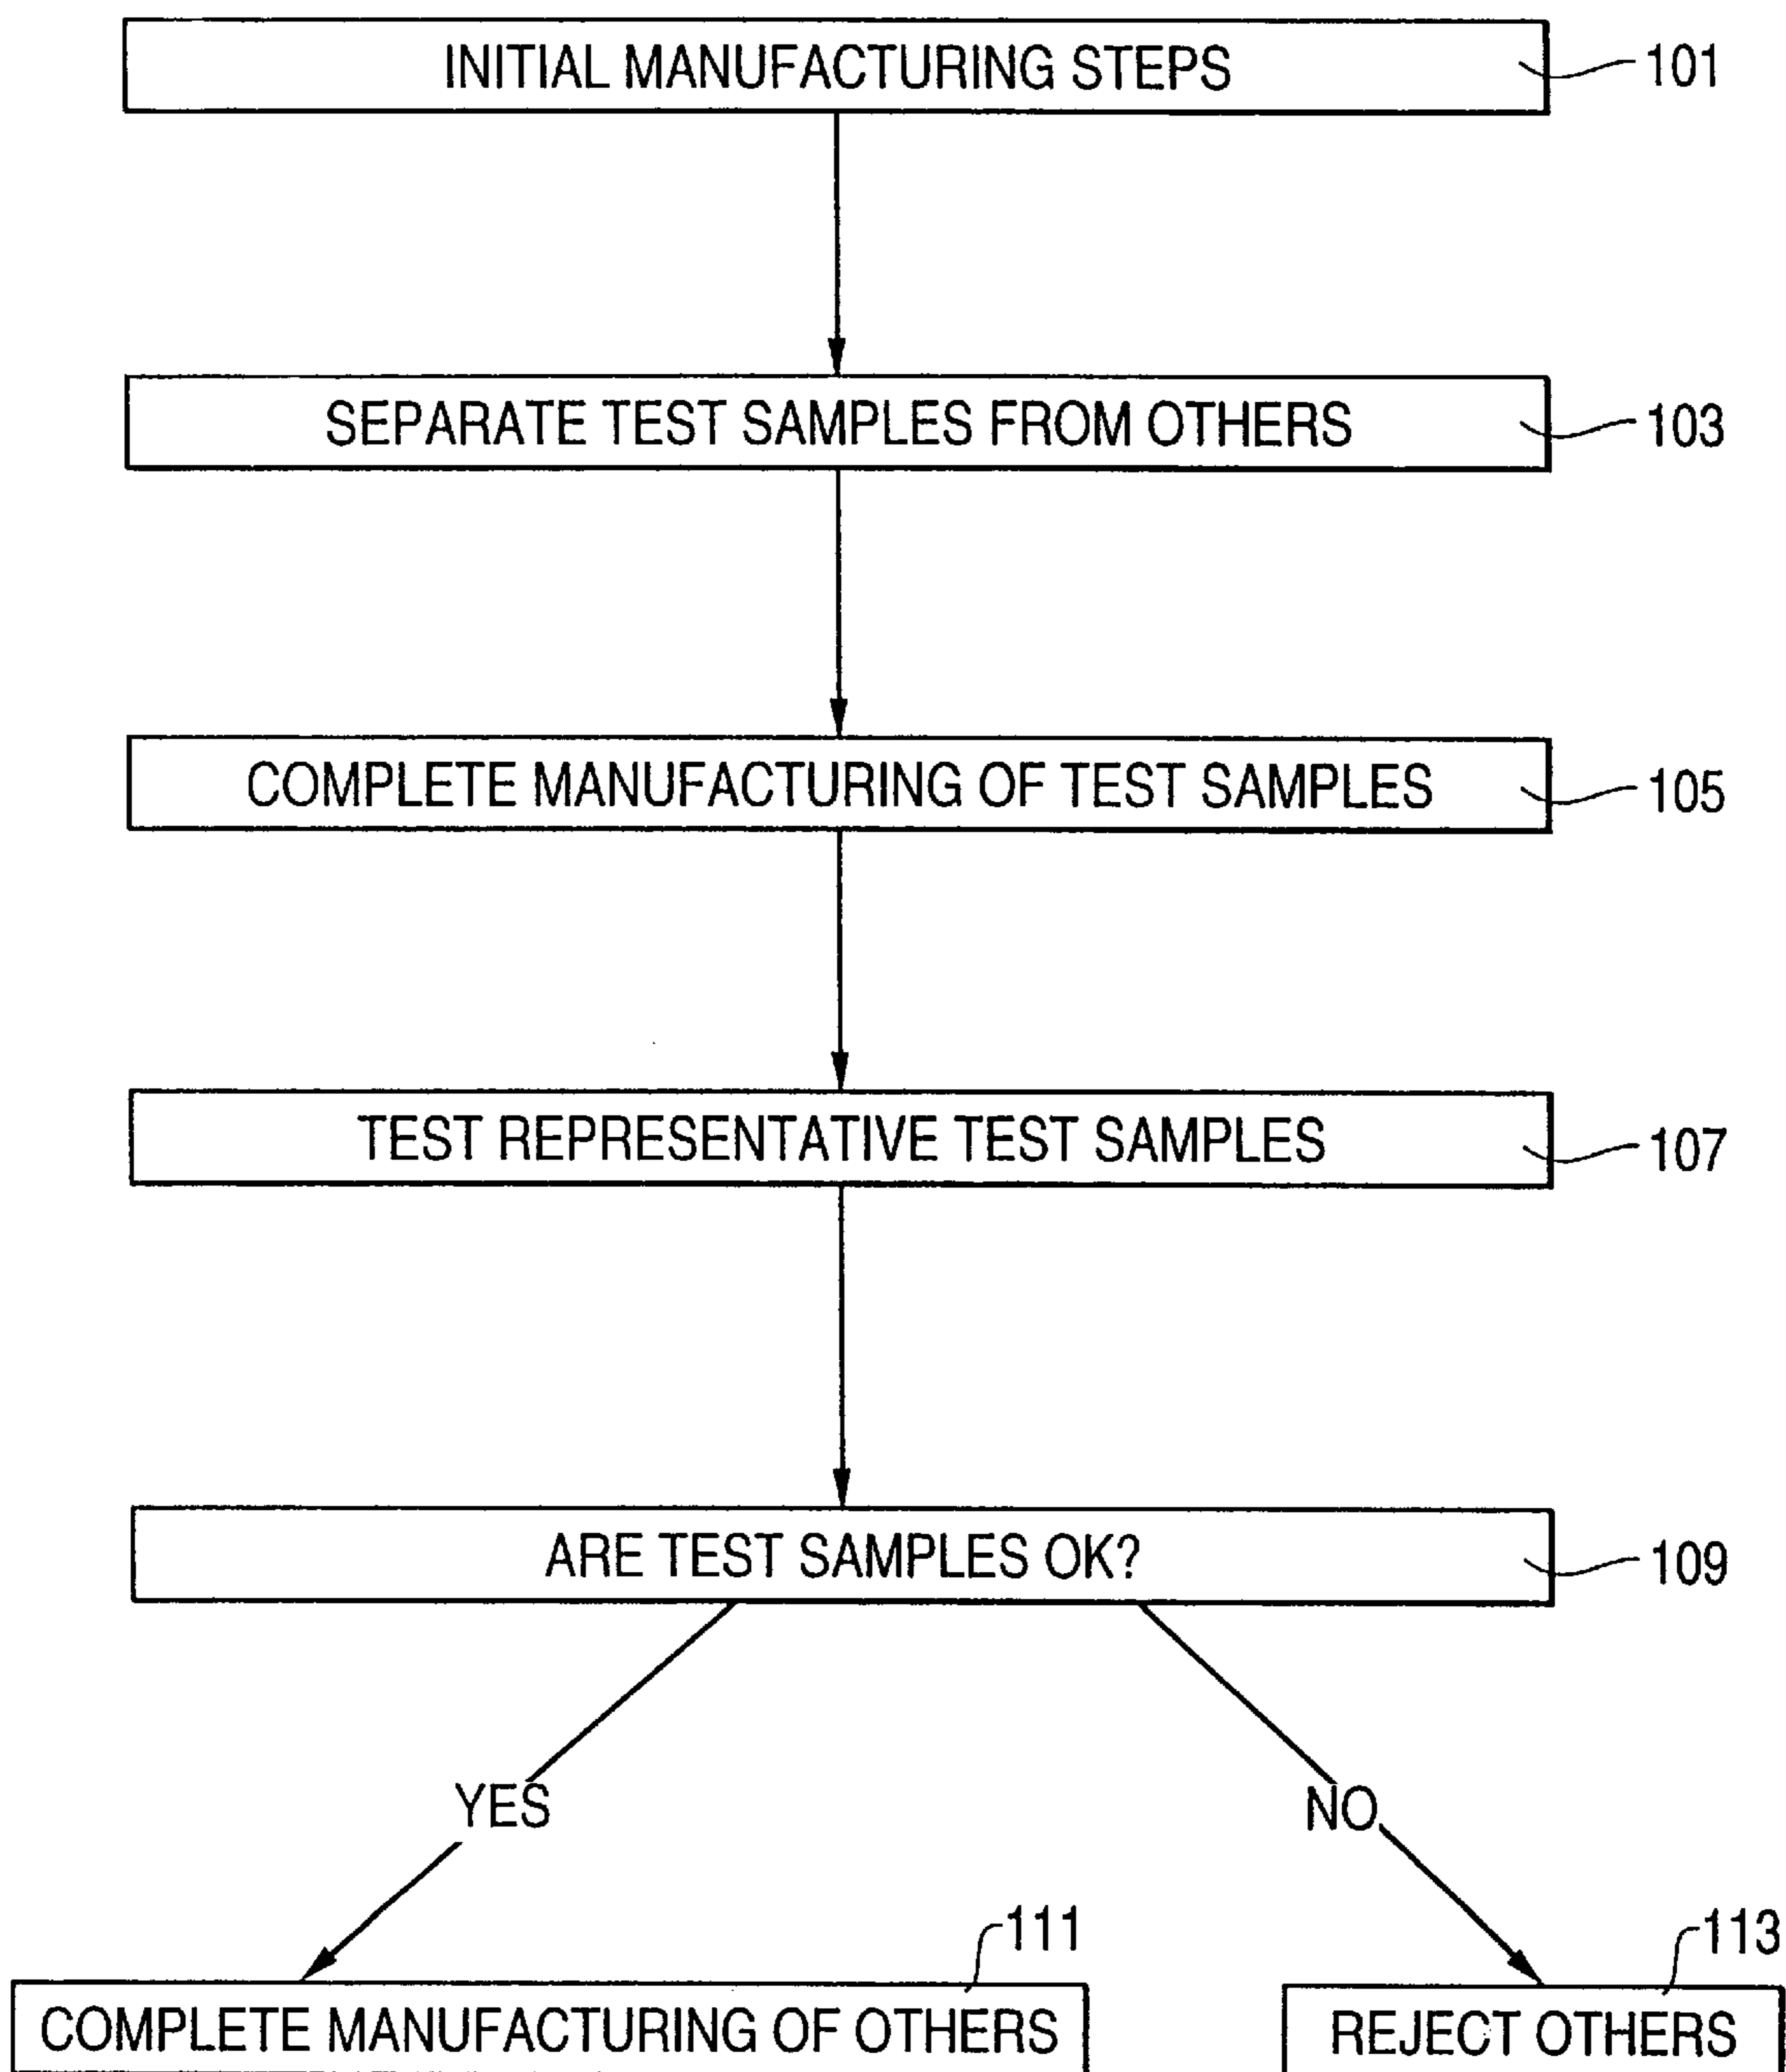 INITIAL MANUFACTURING STEPS 101
SEPARATE TEST SAMPLES FROM OTHERS 103
COMPLETE MANUFACTURING OF TEST SAMPLES 105
TEST REPRESENTATIVE TEST SAMPLES 107
ARE TEST SAMPLES OK? 109
YES NO
111 113
COMPLETE MANUFACTURING OF OTHERS REJECT OTHERS